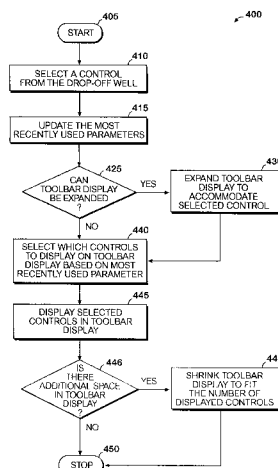 400
405
START
410
SELECT A CONTROL
FROM THE DROP-OFF WELL
415
UPDATE THE MOST
RECENTLY USED PARAMETERS
425
CAN
TOOLBAR DISPLAY
BE EXPANDED
?
YES
NO
EXPAND TOOLBAR
DISPLAY TO
ACCOMMODATE
SELECTED CONTROL
440
SELECT WHICH CONTROLS
TO DISPLAY ON TOOLBAR
DISPLAY BASED ON MOST
RECENTLY USED PARAMETER
445
DISPLAY SELECTED
CONTROLS IN TOOLBAR
DISPLAY
446
IS
THERE
ADDITIONAL SPACE
IN TOOLBAR
DISPLAY
?
YES
NO
SHRINK TOOLBAR
DISPLAY TO FIT
THE NUMBER OF
DISPLAYED CONTROLS
450
STOP